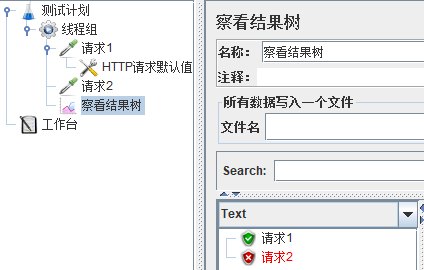 测试计划
线程组
请求1
HTTP请求默认值
请求2
察看结果树
工作台
察看结果树
名称：
察看结果树
注释：
所有数据写入一个文件
文件名
Search:
Text
请求1
请求2